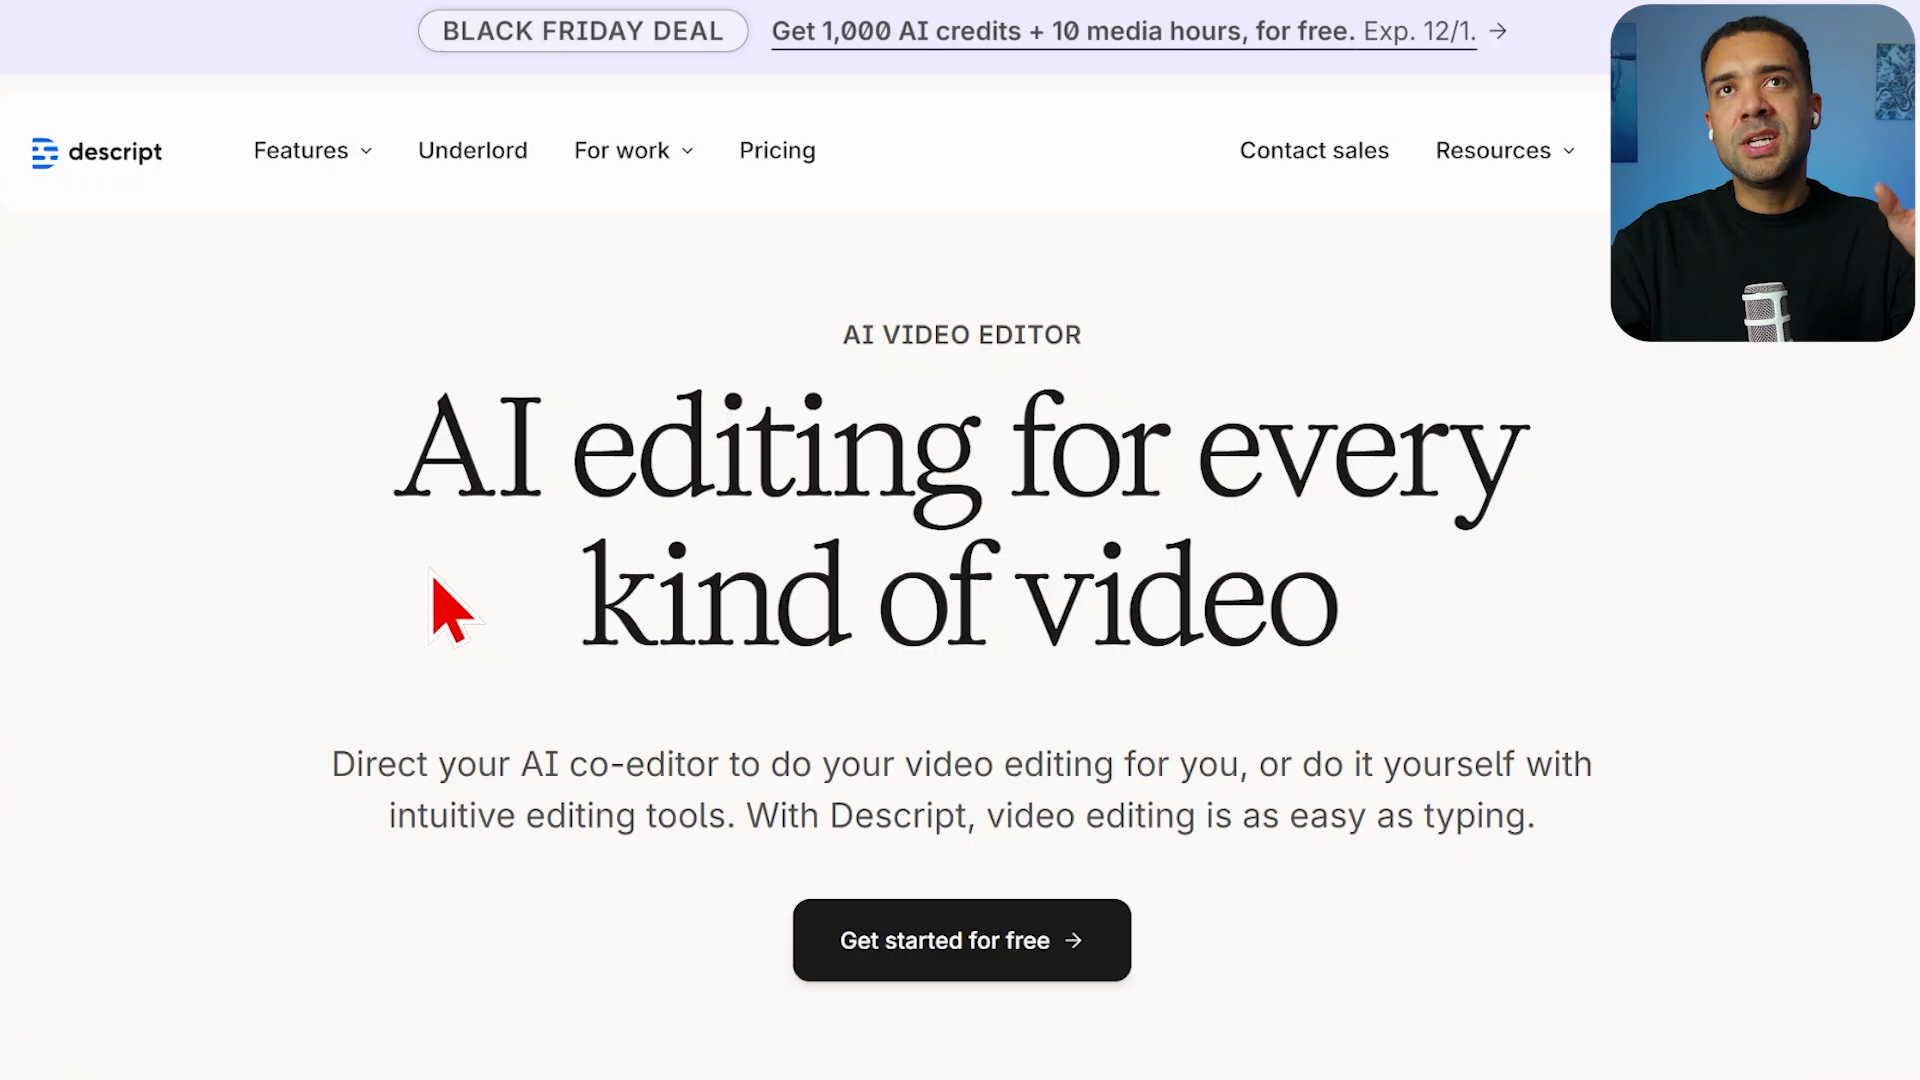 BLACK FRIDAY DEAL Get 1,000 AI credits + 10 media hours, for free. Exp. 12/1. →
descript Features Underlord For work Pricing Contact sales Resources
AI VIDEO EDITOR
AI editing for every
kind of video
Direct your AI co-editor to do your video editing for you, or do it yourself with
intuitive editing tools. With Descript, video editing is as easy as typing.
Get started for free →